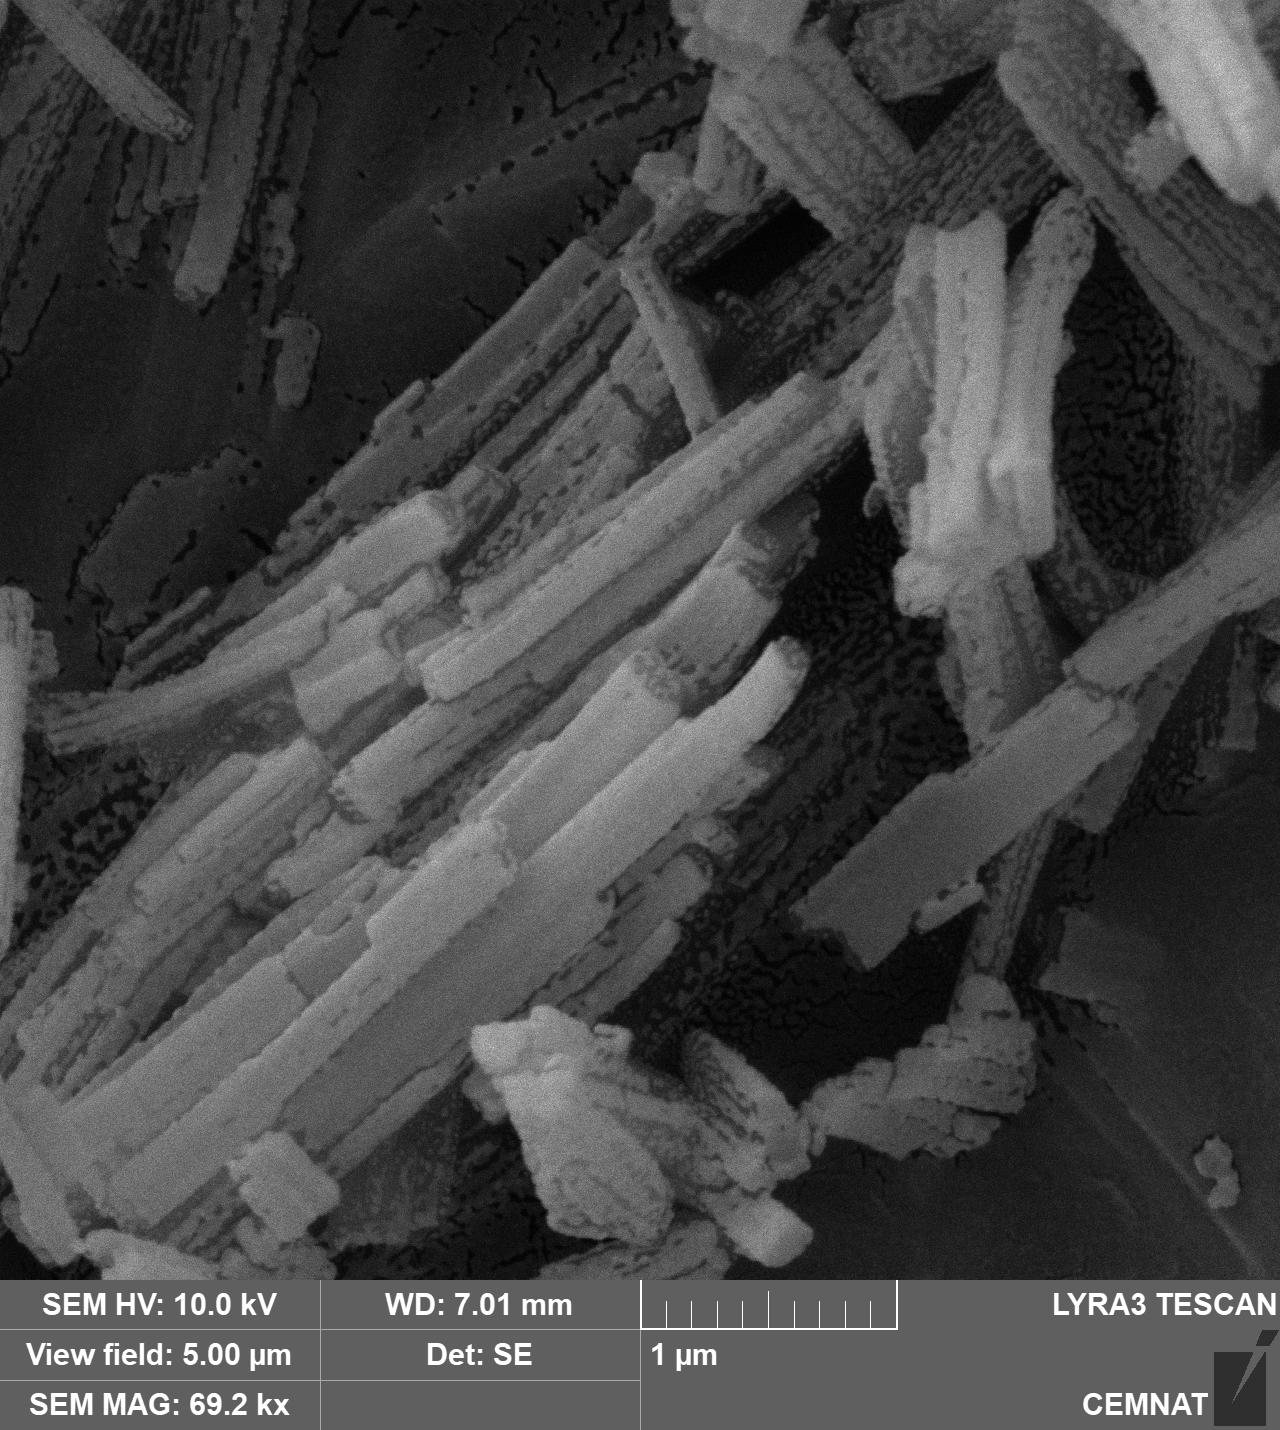 SEM HV: 10.0 kV
WD: 7.01 mm
LYRA3 TESCAN
View field: 5.00 µm
Det: SE
1 µm
SEM MAG: 69.2 kx
CEMNAT